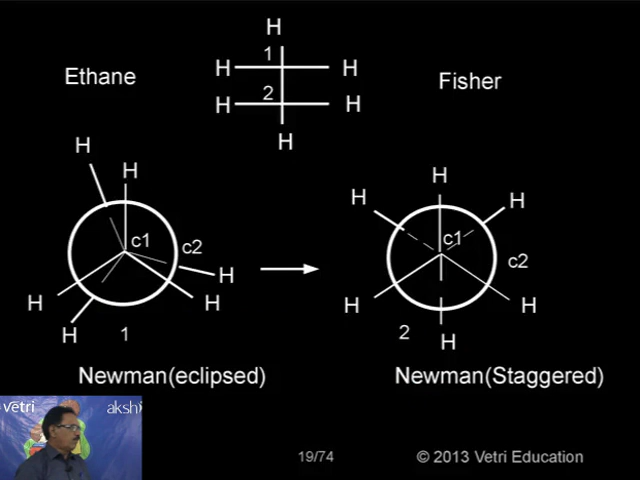 Ethane
H
1
H
H
2
H
H
H
Fisher
H
H
c1
c2
H
H
H
H
1
Newman(eclipsed)
H
H
H
c1
c2
H
H
H
2
Newman(Staggered)
vetri
aksh
19/74
© 2013 Vetri Education